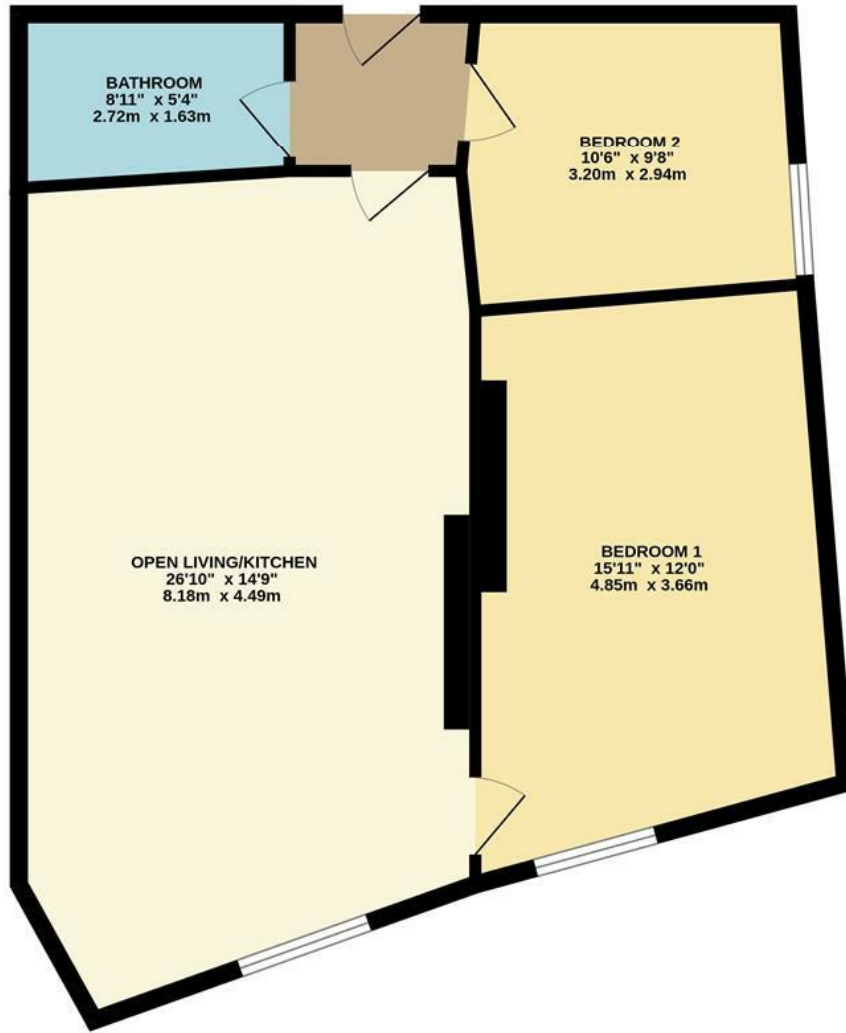 BATHROOM
8'11" x 5'4"
2.72m x 1.63m
BEDROOM 2
10'6" x 9'8"
3.20m x 2.94m
OPEN LIVING/KITCHEN
26'10" x 14'9"
8.18m x 4.49m
BEDROOM 1
15'11" x 12'0"
4.85m x 3.66m